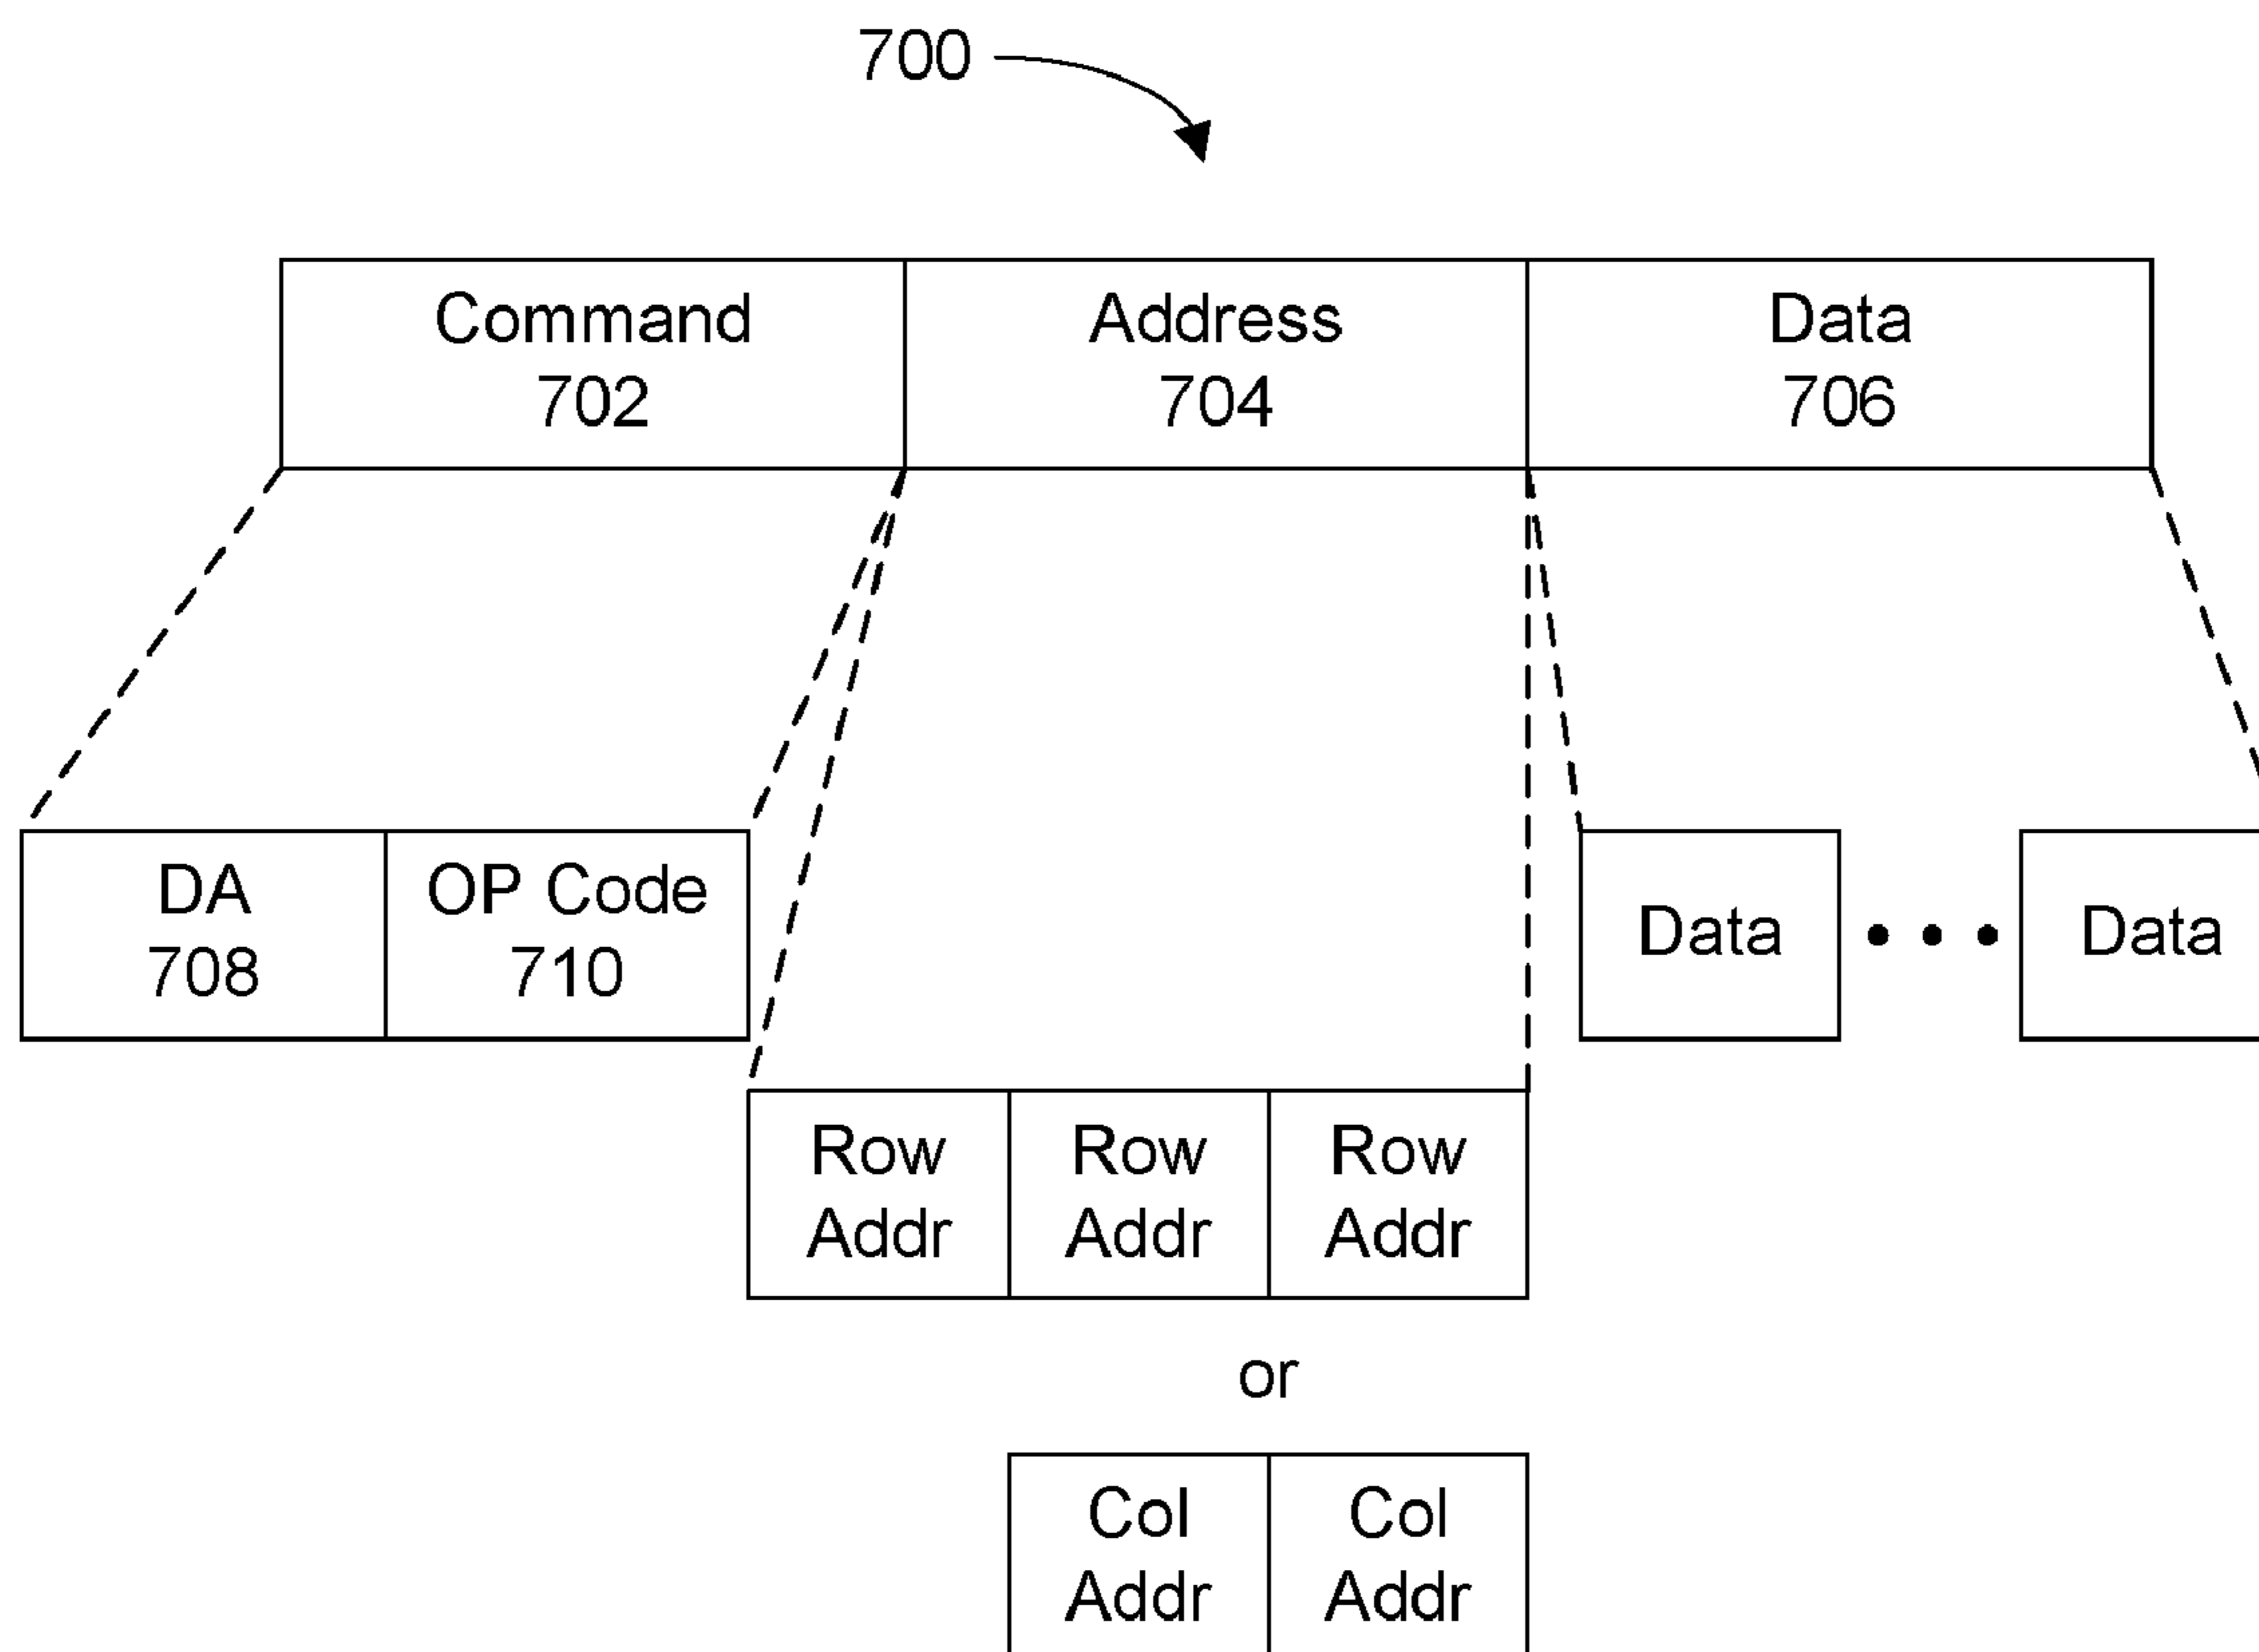 700
Command
702
Address
704
Data
706
DA
708
OP Code
710
Data
• • •
Data
Row
Addr
Row
Addr
Row
Addr
or
Col
Addr
Col
Addr